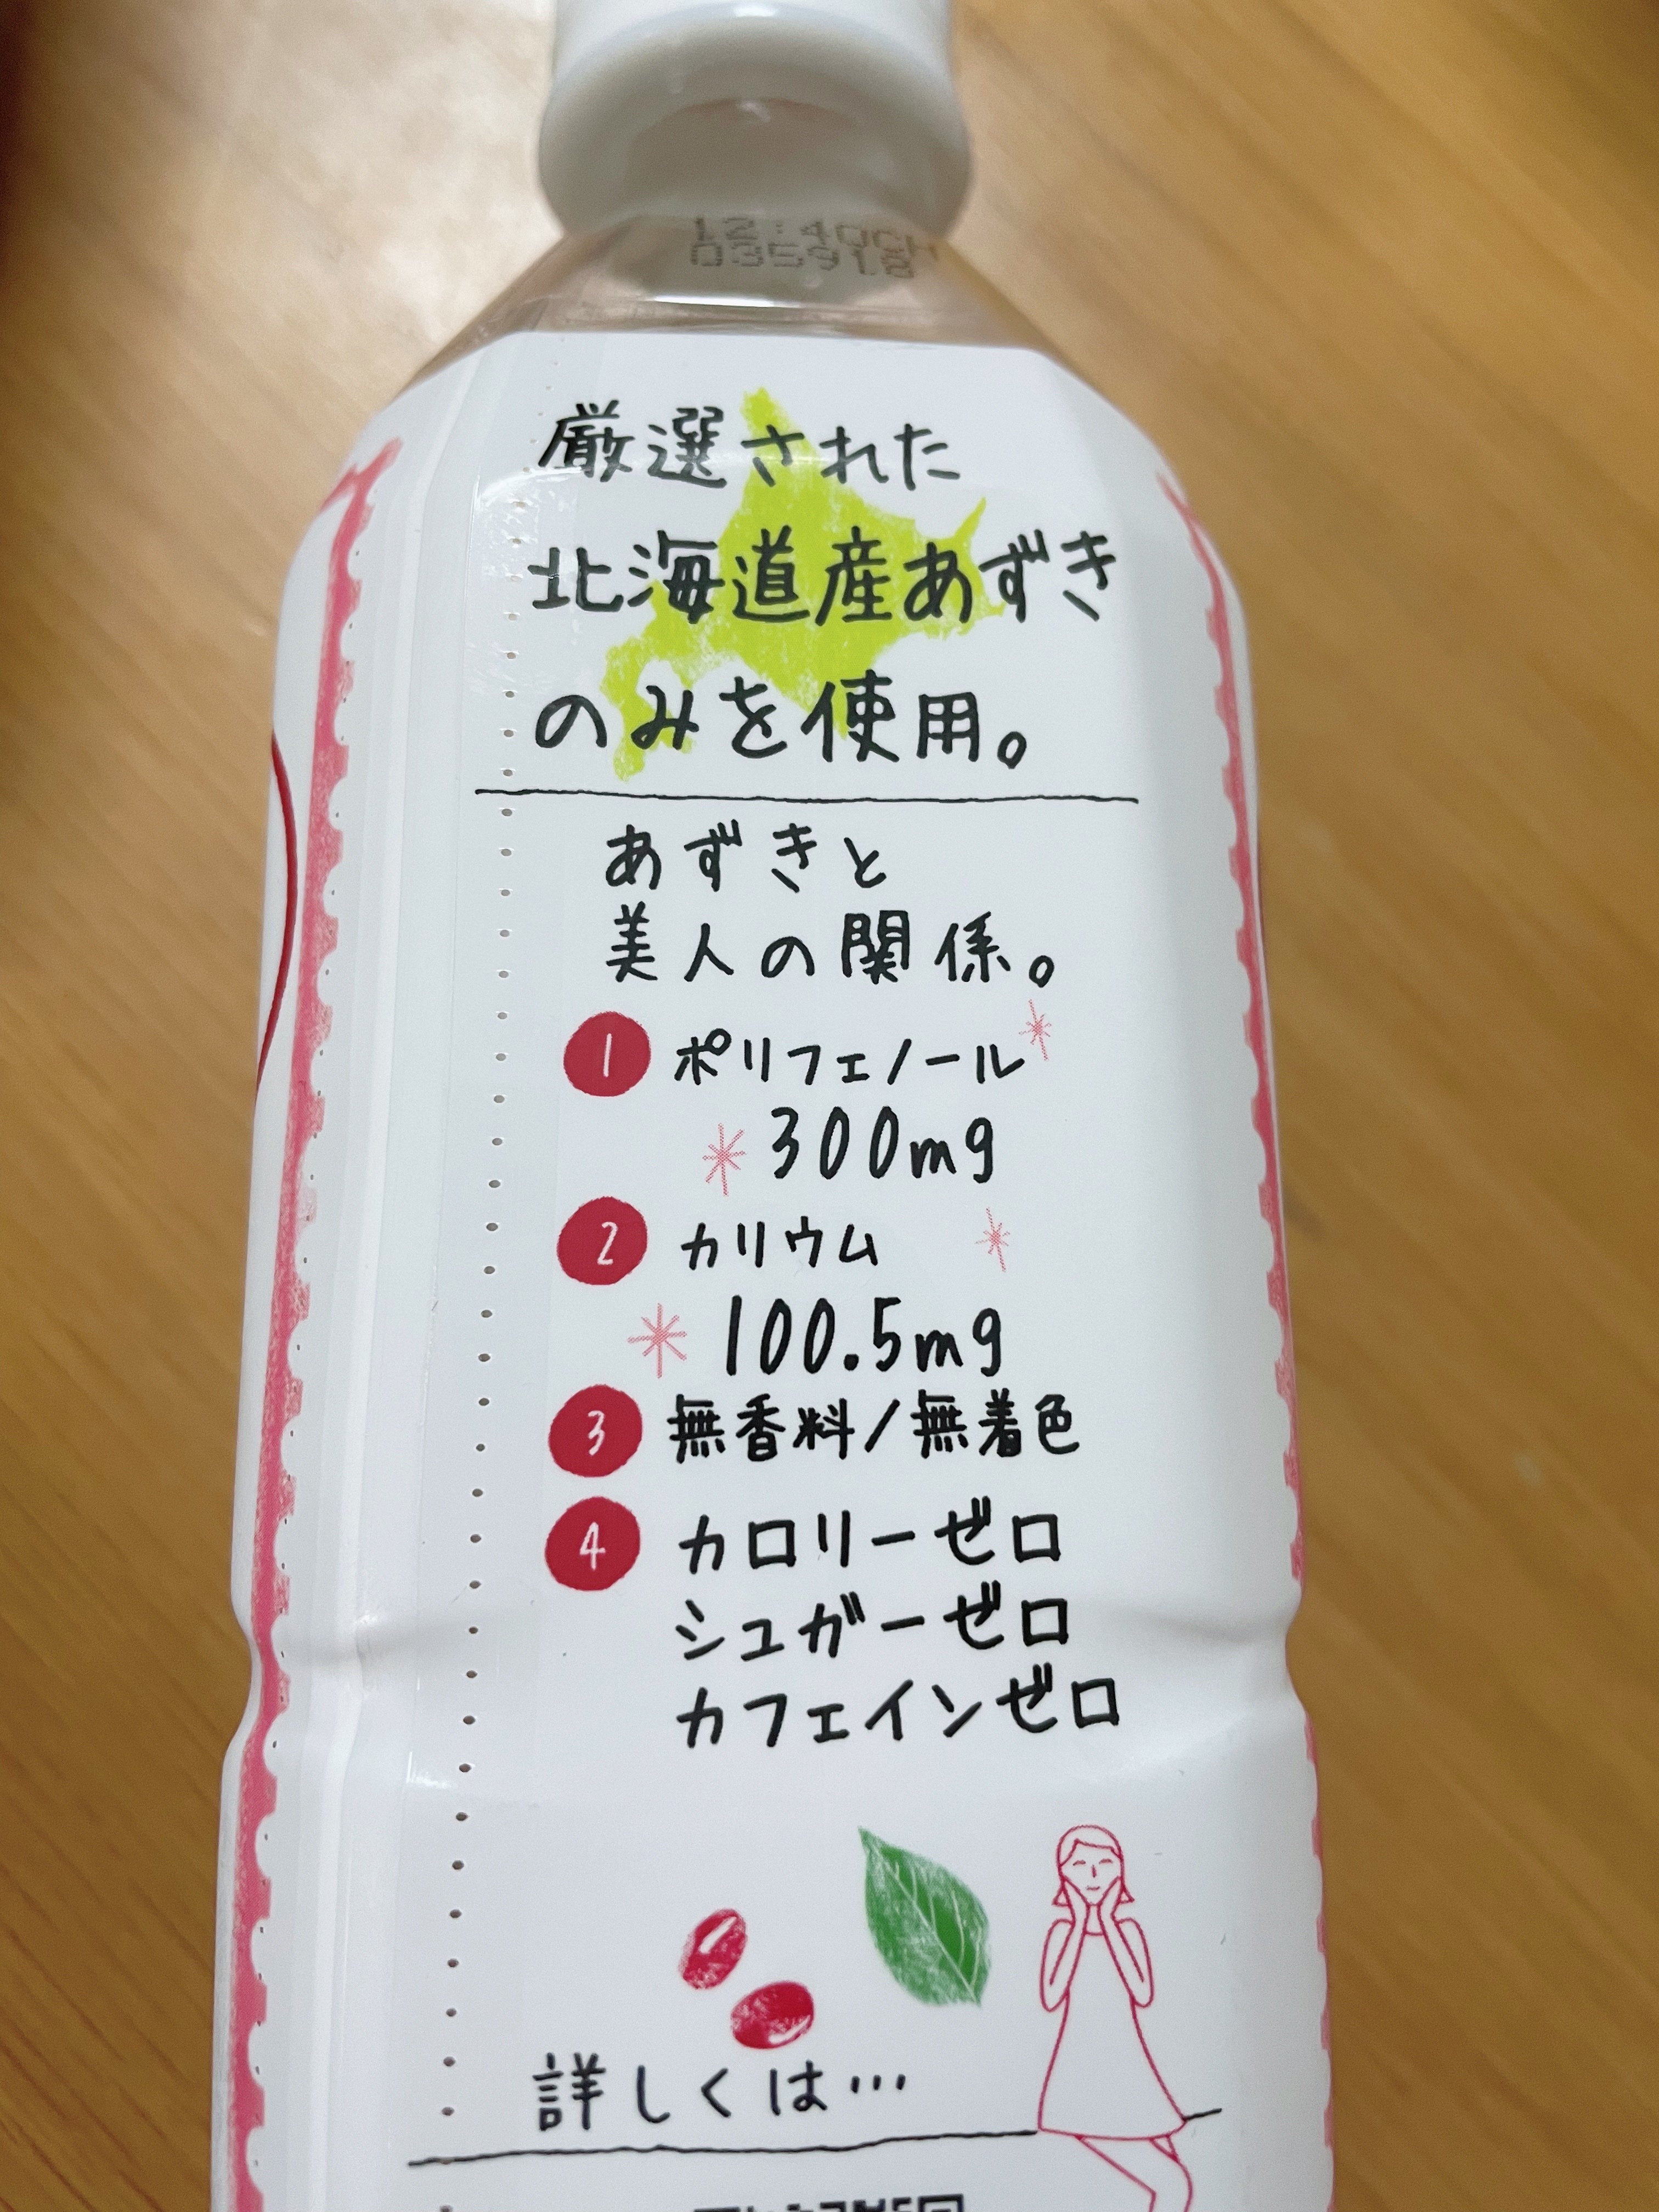 厳選された
北海道産あずき
のみを使用。
あずきと
美人の関係。
1 ポリフェノール
300mg
2 カリウム
100.5mg
3 無香料/無着色
4 カロリーゼロ
シュガーゼロ
カフェインゼロ
詳しくは…